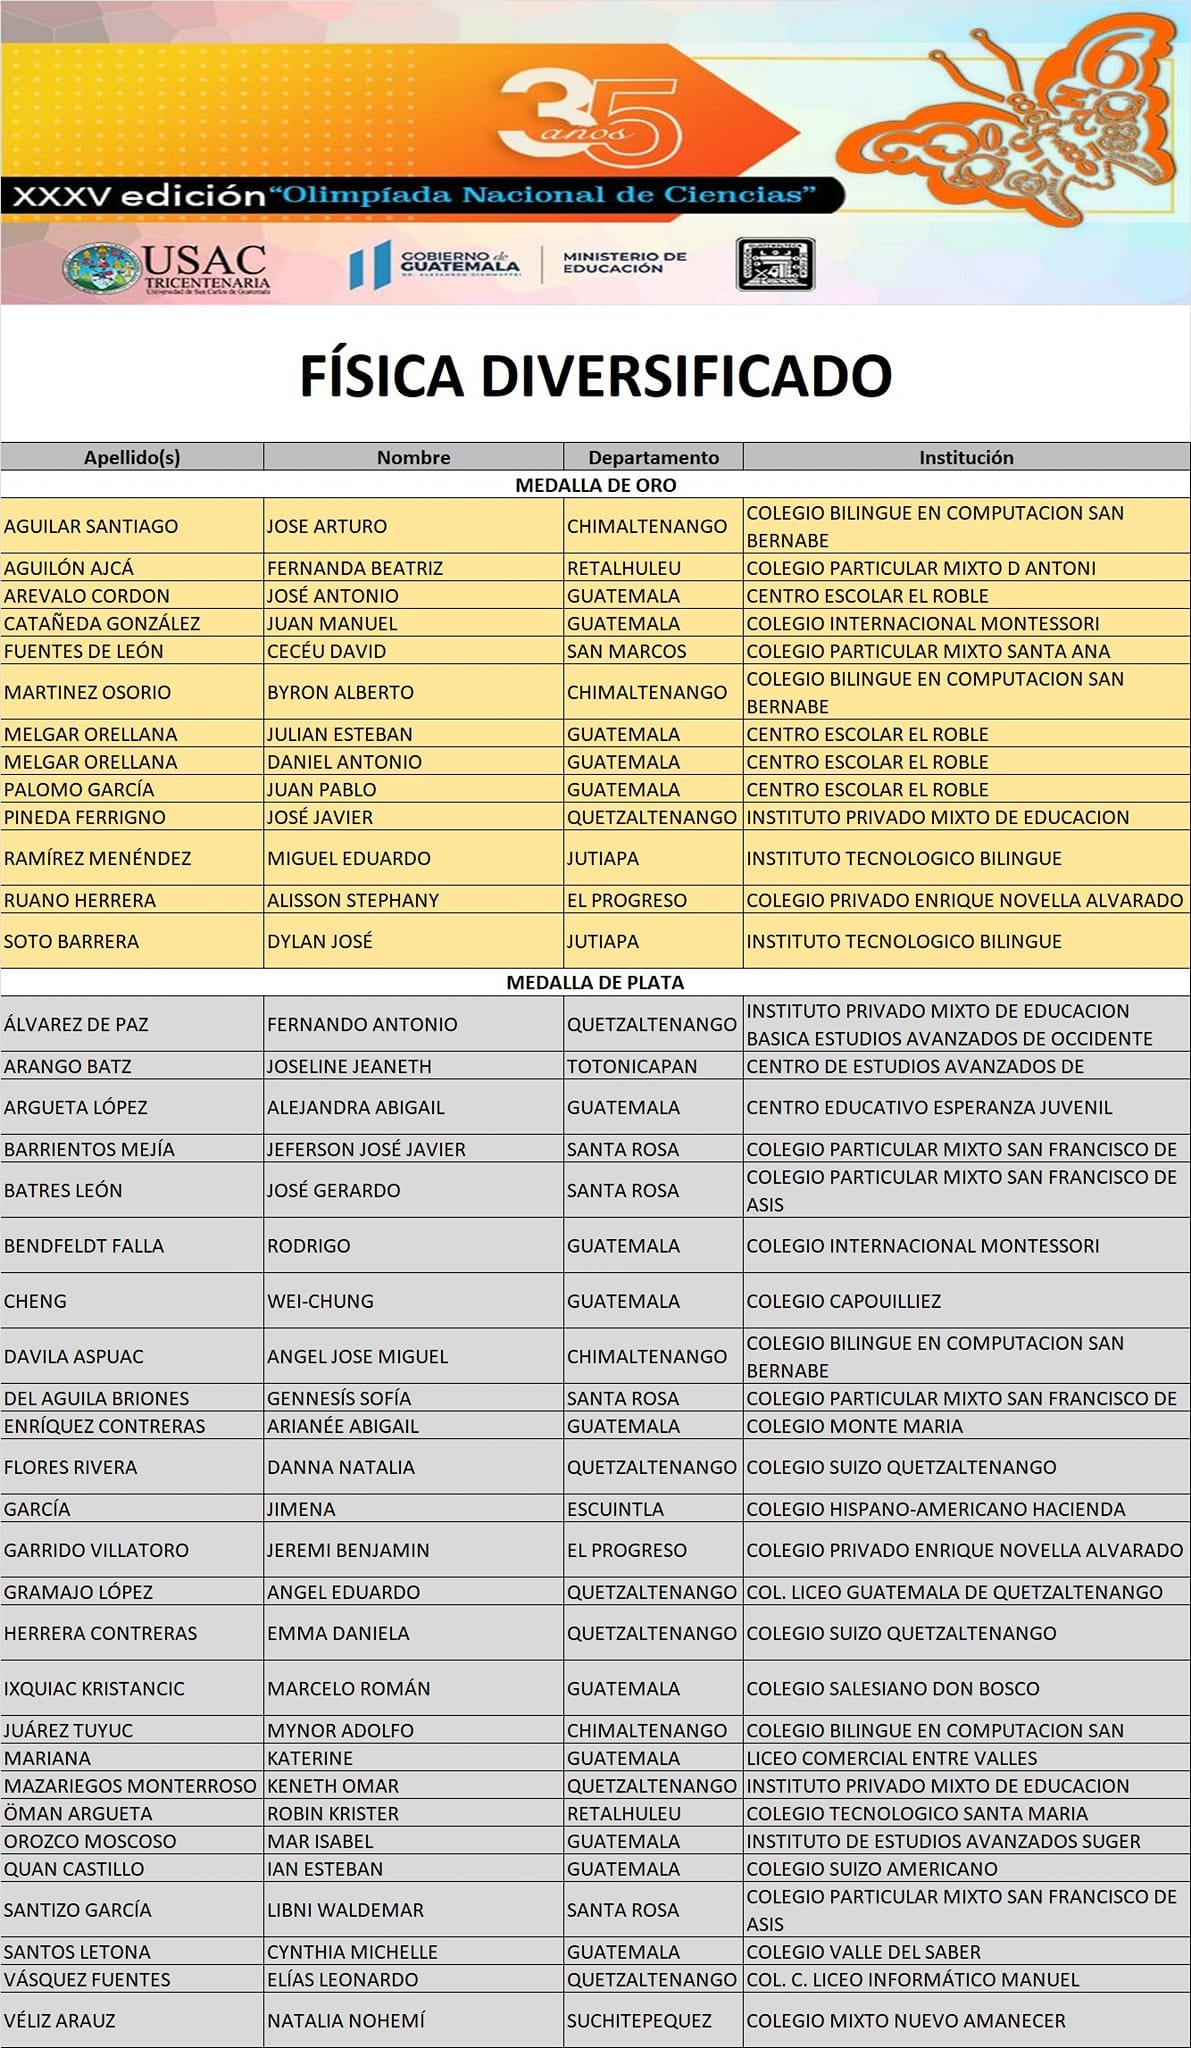 35
años
XXXV edición "Olimpíada Nacional de Ciencias"
USAC
TRICENTENARIA
Universidad de San Carlos de Guatemala
GOBIERNO de
GUATEMALA
DR. ALEJANDRO GIAMMATTEI
MINISTERIO DE
EDUCACIÓN
FÍSICA DIVERSIFICADO
Apellido(s) Nombre Departamento Institución
MEDALLA DE ORO
AGUILAR SANTIAGO JOSE ARTURO CHIMALTENANGO COLEGIO BILINGUE EN COMPUTACION SAN
BERNABE
AGUILÓN AJCÁ FERNANDA BEATRIZ RETALHULEU COLEGIO PARTICULAR MIXTO D ANTONI
AREVALO CORDON JOSÉ ANTONIO GUATEMALA CENTRO ESCOLAR EL ROBLE
CATAÑEDA GONZÁLEZ JUAN MANUEL GUATEMALA COLEGIO INTERNACIONAL MONTESSORI
FUENTES DE LEÓN CECÉU DAVID SAN MARCOS COLEGIO PARTICULAR MIXTO SANTA ANA
MARTINEZ OSORIO BYRON ALBERTO CHIMALTENANGO COLEGIO BILINGUE EN COMPUTACION SAN
BERNABE
MELGAR ORELLANA JULIAN ESTEBAN GUATEMALA CENTRO ESCOLAR EL ROBLE
MELGAR ORELLANA DANIEL ANTONIO GUATEMALA CENTRO ESCOLAR EL ROBLE
PALOMO GARCÍA JUAN PABLO GUATEMALA CENTRO ESCOLAR EL ROBLE
PINEDA FERRIGNO JOSÉ JAVIER QUETZALTENANGO INSTITUTO PRIVADO MIXTO DE EDUCACION
RAMÍREZ MENÉNDEZ MIGUEL EDUARDO JUTIAPA INSTITUTO TECNOLOGICO BILINGUE
RUANO HERRERA ALISSON STEPHANY EL PROGRESO COLEGIO PRIVADO ENRIQUE NOVELLA ALVARADO
SOTO BARRERA DYLAN JOSÉ JUTIAPA INSTITUTO TECNOLOGICO BILINGUE
MEDALLA DE PLATA
ÁLVAREZ DE PAZ FERNANDO ANTONIO QUETZALTENANGO INSTITUTO PRIVADO MIXTO DE EDUCACION
BASICA ESTUDIOS AVANZADOS DE OCCIDENTE
ARANGO BATZ JOSELINE JEANETH TOTONICAPAN CENTRO DE ESTUDIOS AVANZADOS DE
ARGUETA LÓPEZ ALEJANDRA ABIGAIL GUATEMALA CENTRO EDUCATIVO ESPERANZA JUVENIL
BARRIENTOS MEJÍA JEFERSON JOSÉ JAVIER SANTA ROSA COLEGIO PARTICULAR MIXTO SAN FRANCISCO DE
BATRES LEÓN JOSÉ GERARDO SANTA ROSA COLEGIO PARTICULAR MIXTO SAN FRANCISCO DE
ASIS
BENDFELDT FALLA RODRIGO GUATEMALA COLEGIO INTERNACIONAL MONTESSORI
CHENG WEI-CHUNG GUATEMALA COLEGIO CAPOUILLIEZ
DAVILA ASPUAC ANGEL JOSE MIGUEL CHIMALTENANGO COLEGIO BILINGUE EN COMPUTACION SAN
BERNABE
DEL AGUILA BRIONES GENNESÍS SOFÍA SANTA ROSA COLEGIO PARTICULAR MIXTO SAN FRANCISCO DE
ENRÍQUEZ CONTRERAS ARIANÉE ABIGAIL GUATEMALA COLEGIO MONTE MARIA
FLORES RIVERA DANNA NATALIA QUETZALTENANGO COLEGIO SUIZO QUETZALTENANGO
GARCÍA JIMENA ESCUINTLA COLEGIO HISPANO-AMERICANO HACIENDA
GARRIDO VILLATORO JEREMI BENJAMIN EL PROGRESO COLEGIO PRIVADO ENRIQUE NOVELLA ALVARADO
GRAMAJO LÓPEZ ANGEL EDUARDO QUETZALTENANGO COL. LICEO GUATEMALA DE QUETZALTENANGO
HERRERA CONTRERAS EMMA DANIELA QUETZALTENANGO COLEGIO SUIZO QUETZALTENANGO
IXQUIAC KRISTANCIC MARCELO ROMÁN GUATEMALA COLEGIO SALESIANO DON BOSCO
JUÁREZ TUYUC MYNOR ADOLFO CHIMALTENANGO COLEGIO BILINGUE EN COMPUTACION SAN
MARIANA KATERINE GUATEMALA LICEO COMERCIAL ENTRE VALLES
MAZARIEGOS MONTERROSO KENETH OMAR QUETZALTENANGO INSTITUTO PRIVADO MIXTO DE EDUCACION
ÖMAN ARGUETA ROBIN KRISTER RETALHULEU COLEGIO TECNOLOGICO SANTA MARIA
OROZCO MOSCOSO MAR ISABEL GUATEMALA INSTITUTO DE ESTUDIOS AVANZADOS SUGER
QUAN CASTILLO IAN ESTEBAN GUATEMALA COLEGIO SUIZO AMERICANO
SANTIZO GARCÍA LIBNI WALDEMAR SANTA ROSA COLEGIO PARTICULAR MIXTO SAN FRANCISCO DE
ASIS
SANTOS LETONA CYNTHIA MICHELLE GUATEMALA COLEGIO VALLE DEL SABER
VÁSQUEZ FUENTES ELÍAS LEONARDO QUETZALTENANGO COL. C. LICEO INFORMÁTICO MANUEL
VÉLIZ ARAUZ NATALIA NOHEMÍ SUCHITEPEQUEZ COLEGIO MIXTO NUEVO AMANECER